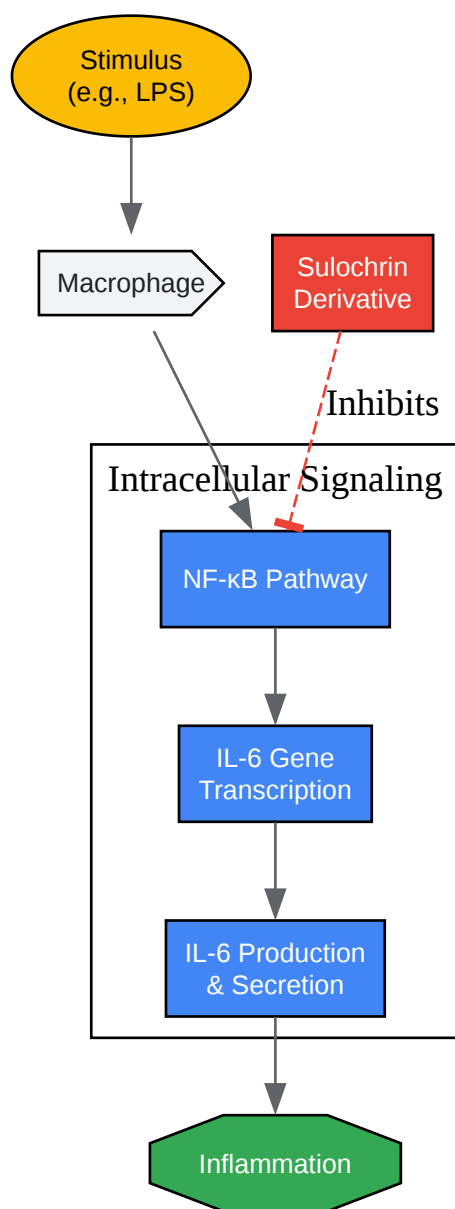 Stimulus
(e.g., LPS)
Macrophage
Sulochrin
Derivative
Inhibits
Intracellular Signaling
NF-κB Pathway
IL-6 Gene
Transcription
IL-6 Production
& Secretion
Inflammation